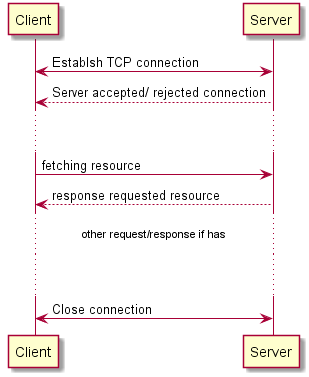 Client Server
Establsh TCP connection
Server accepted/ rejected connection
fetching resource
response requested resource
other request/response if has
Close connection
Client Server